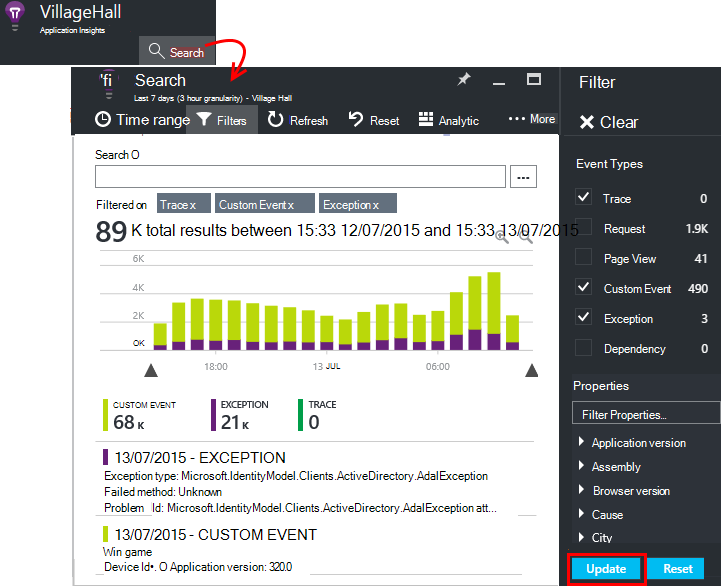 VillageHall
Application Insights
Search
'fi Search
Last 7 days (3 hour granularity) - Village Hall
Time range Filters Refresh Reset Analytic ••• More
Search O
...
Filtered on Trace x Custom Event x Exception x
89 K total results between 15:33 12/07/2015 and 15:33 13/07/2015
6K
4K
2K
OK
18:00 13 JUL 06:00
CUSTOM EVENT EXCEPTION TRACE
68 K 21 K 0
13/07/2015 - EXCEPTION
Exception type: Microsoft.IdentityModel.Clients.ActiveDirectory.AdalException
Failed method: Unknown
Problem Id: Microsoft.IdentityModel.Clients.ActiveDirectory.AdalException att...
13/07/2015 - CUSTOM EVENT
Win game
Device Id•. O Application version: 320.0
Filter
Clear
Event Types
Trace 0
Request 1.9K
Page View 41
Custom Event 490
Exception 3
Dependency 0
Properties
Filter Properties...
Application version
Assembly
Browser version
Cause
City
Update Reset